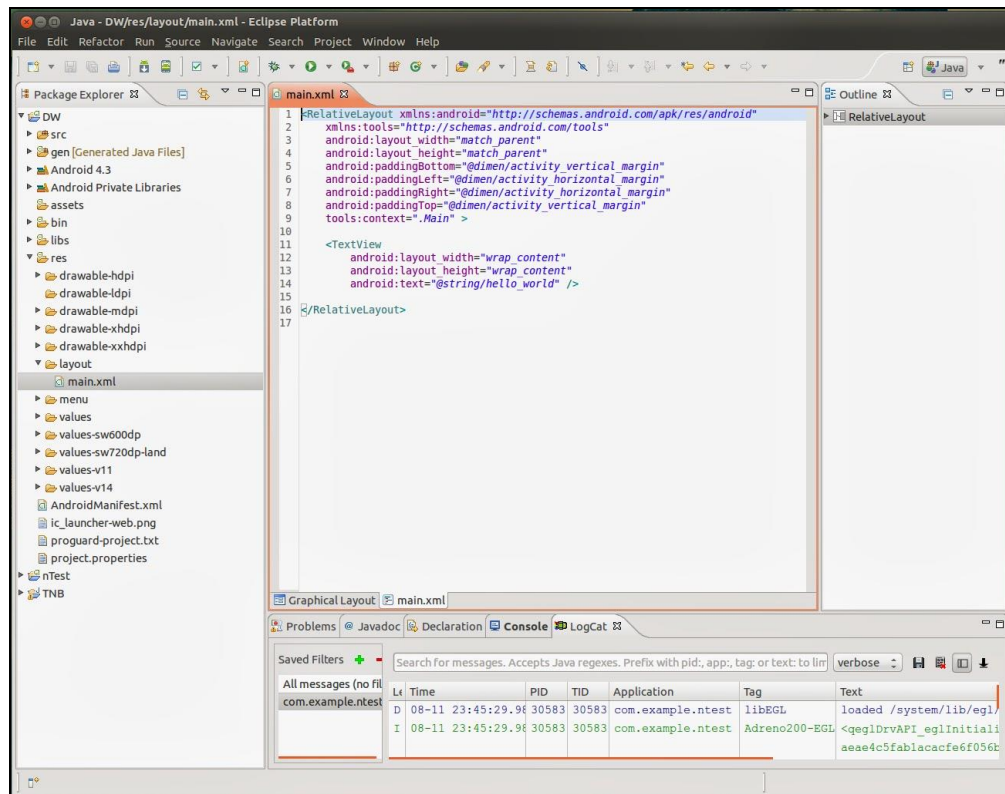 Java - DW/res/layout/main.xml - Eclipse Platform
File Edit Refactor Run Source Navigate Search Project Window Help
Java
Package Explorer
DW
src
gen [Generated Java Files]
Android 4.3
Android Private Libraries
assets
bin
libs
res
drawable-hdpi
drawable-ldpi
drawable-mdpi
drawable-xhdpi
drawable-xxhdpi
layout
main.xml
menu
values
values-sw600dp
values-sw720dp-land
values-v11
values-v14
AndroidManifest.xml
ic_launcher-web.png
proguard-project.txt
project.properties
nTest
TNB
main.xml
1 <RelativeLayout xmlns:android="http://schemas.android.com/apk/res/android"
2 xmlns:tools="http://schemas.android.com/tools"
3 android:layout_width="match_parent"
4 android:layout_height="match_parent"
5 android:paddingBottom="@dimen/activity_vertical_margin"
6 android:paddingLeft="@dimen/activity_horizontal_margin"
7 android:paddingRight="@dimen/activity_horizontal_margin"
8 android:paddingTop="@dimen/activity_vertical_margin"
9 tools:context=".Main" >
10
11 <TextView
12 android:layout_width="wrap_content"
13 android:layout_height="wrap_content"
14 android:text="@string/hello_world" />
15
16 </RelativeLayout>
17
Graphical Layout main.xml
Outline
RelativeLayout
Problems @ Javadoc Declaration Console LogCat
Saved Filters
All messages (no fil
com.example.ntest
Search for messages. Accepts Java regexes. Prefix with pid:, app:, tag: or text: to lim
verbose
Le Time PID TID Application Tag Text
D 08-11 23:45:29.98 30583 30583 com.example.ntest libEGL loaded /system/lib/egl/
I 08-11 23:45:29.98 30583 30583 com.example.ntest Adreno200-EGL <qeglDrvAPI_eglInitiali
aeae4c5fab1acacfe6f056b